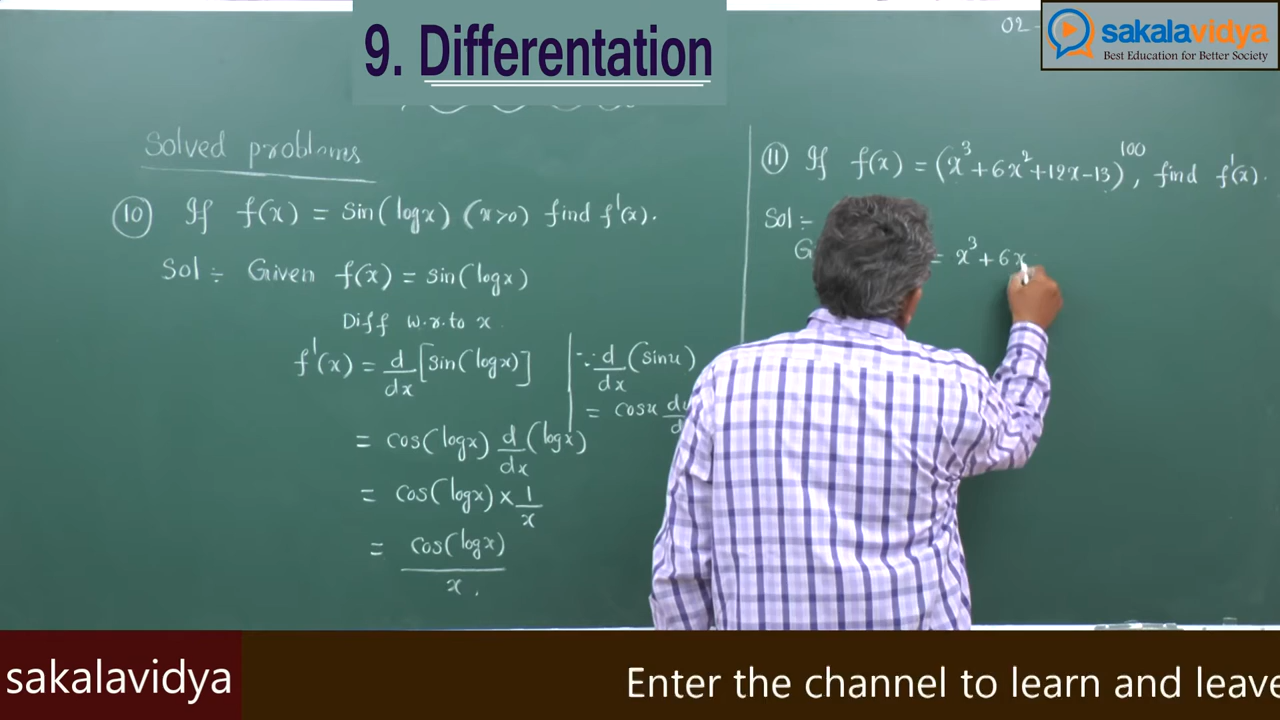 9. Differentation
02 -
sakalavidya
Best Education for Better Society
Solved problems
(10) If f(x) = Sin(logx) (x>0) find f'(x).
Sol :- Given f(x) = sin(logx)
Diff w.r.to x.
f'(x) = d/dx [sin(logx)]
∵ d/dx (sinu)
= cosu du/d
= cos(logx) d/dx (logx)
= cos(logx) × 1/x
= cos(logx)/x.
(11) If f(x) = (x³+6x²+12x-13)¹⁰⁰, find f'(x).
Sol :-
= x³+6x
sakalavidya
Enter the channel to learn and leave